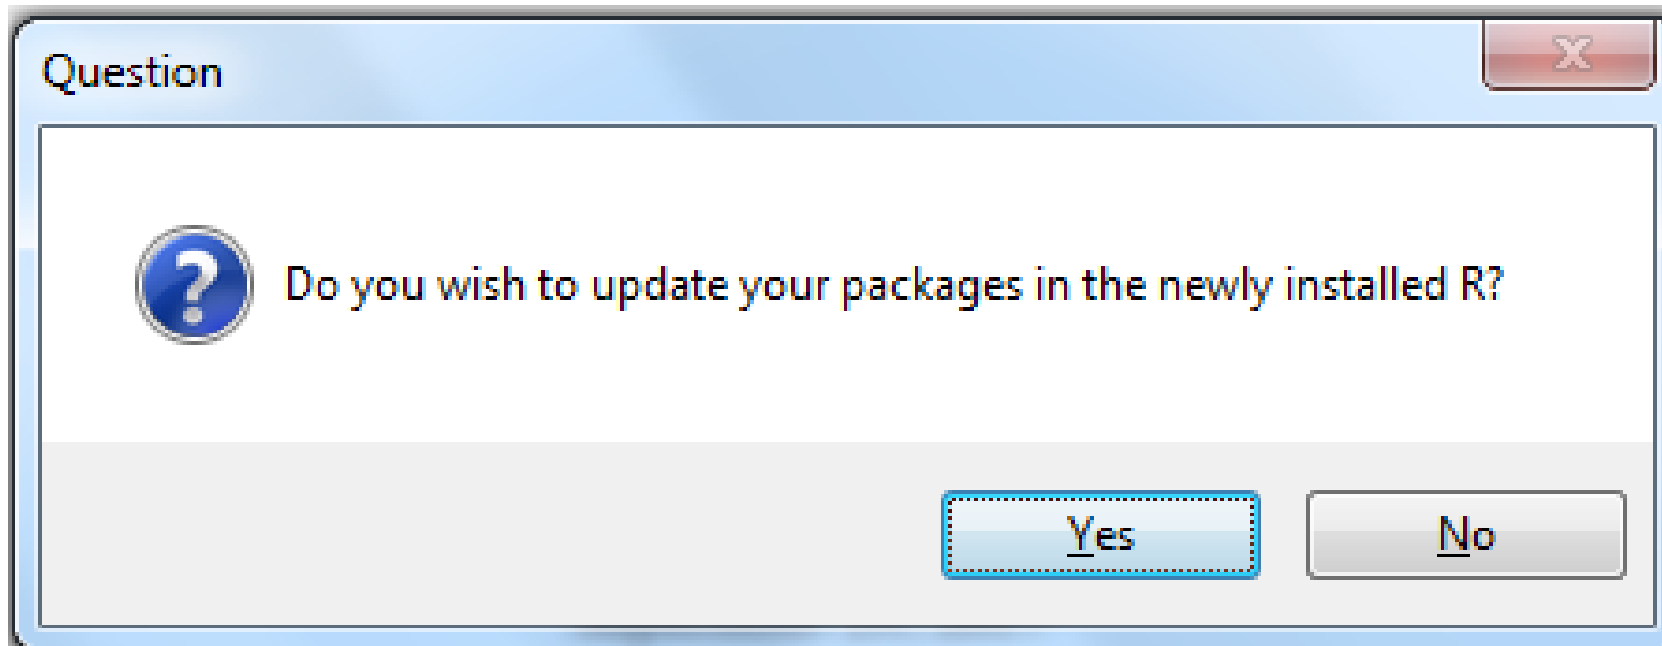 Question
Do you wish to update your packages in the newly installed R?
Yes
No